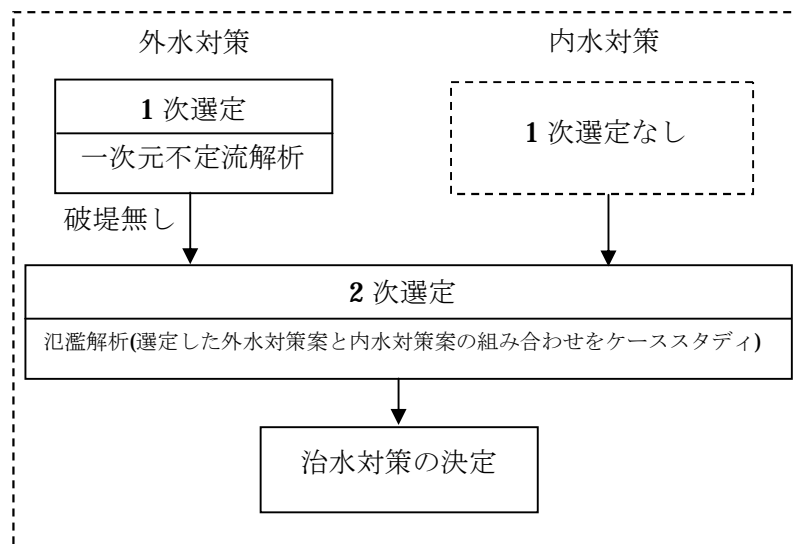 外水対策
内水対策
1 次選定
一次元不定流解析
1 次選定なし
破堤無し
2 次選定
氾濫解析(選定した外水対策案と内水対策案の組み合わせをケーススタディ)
治水対策の決定